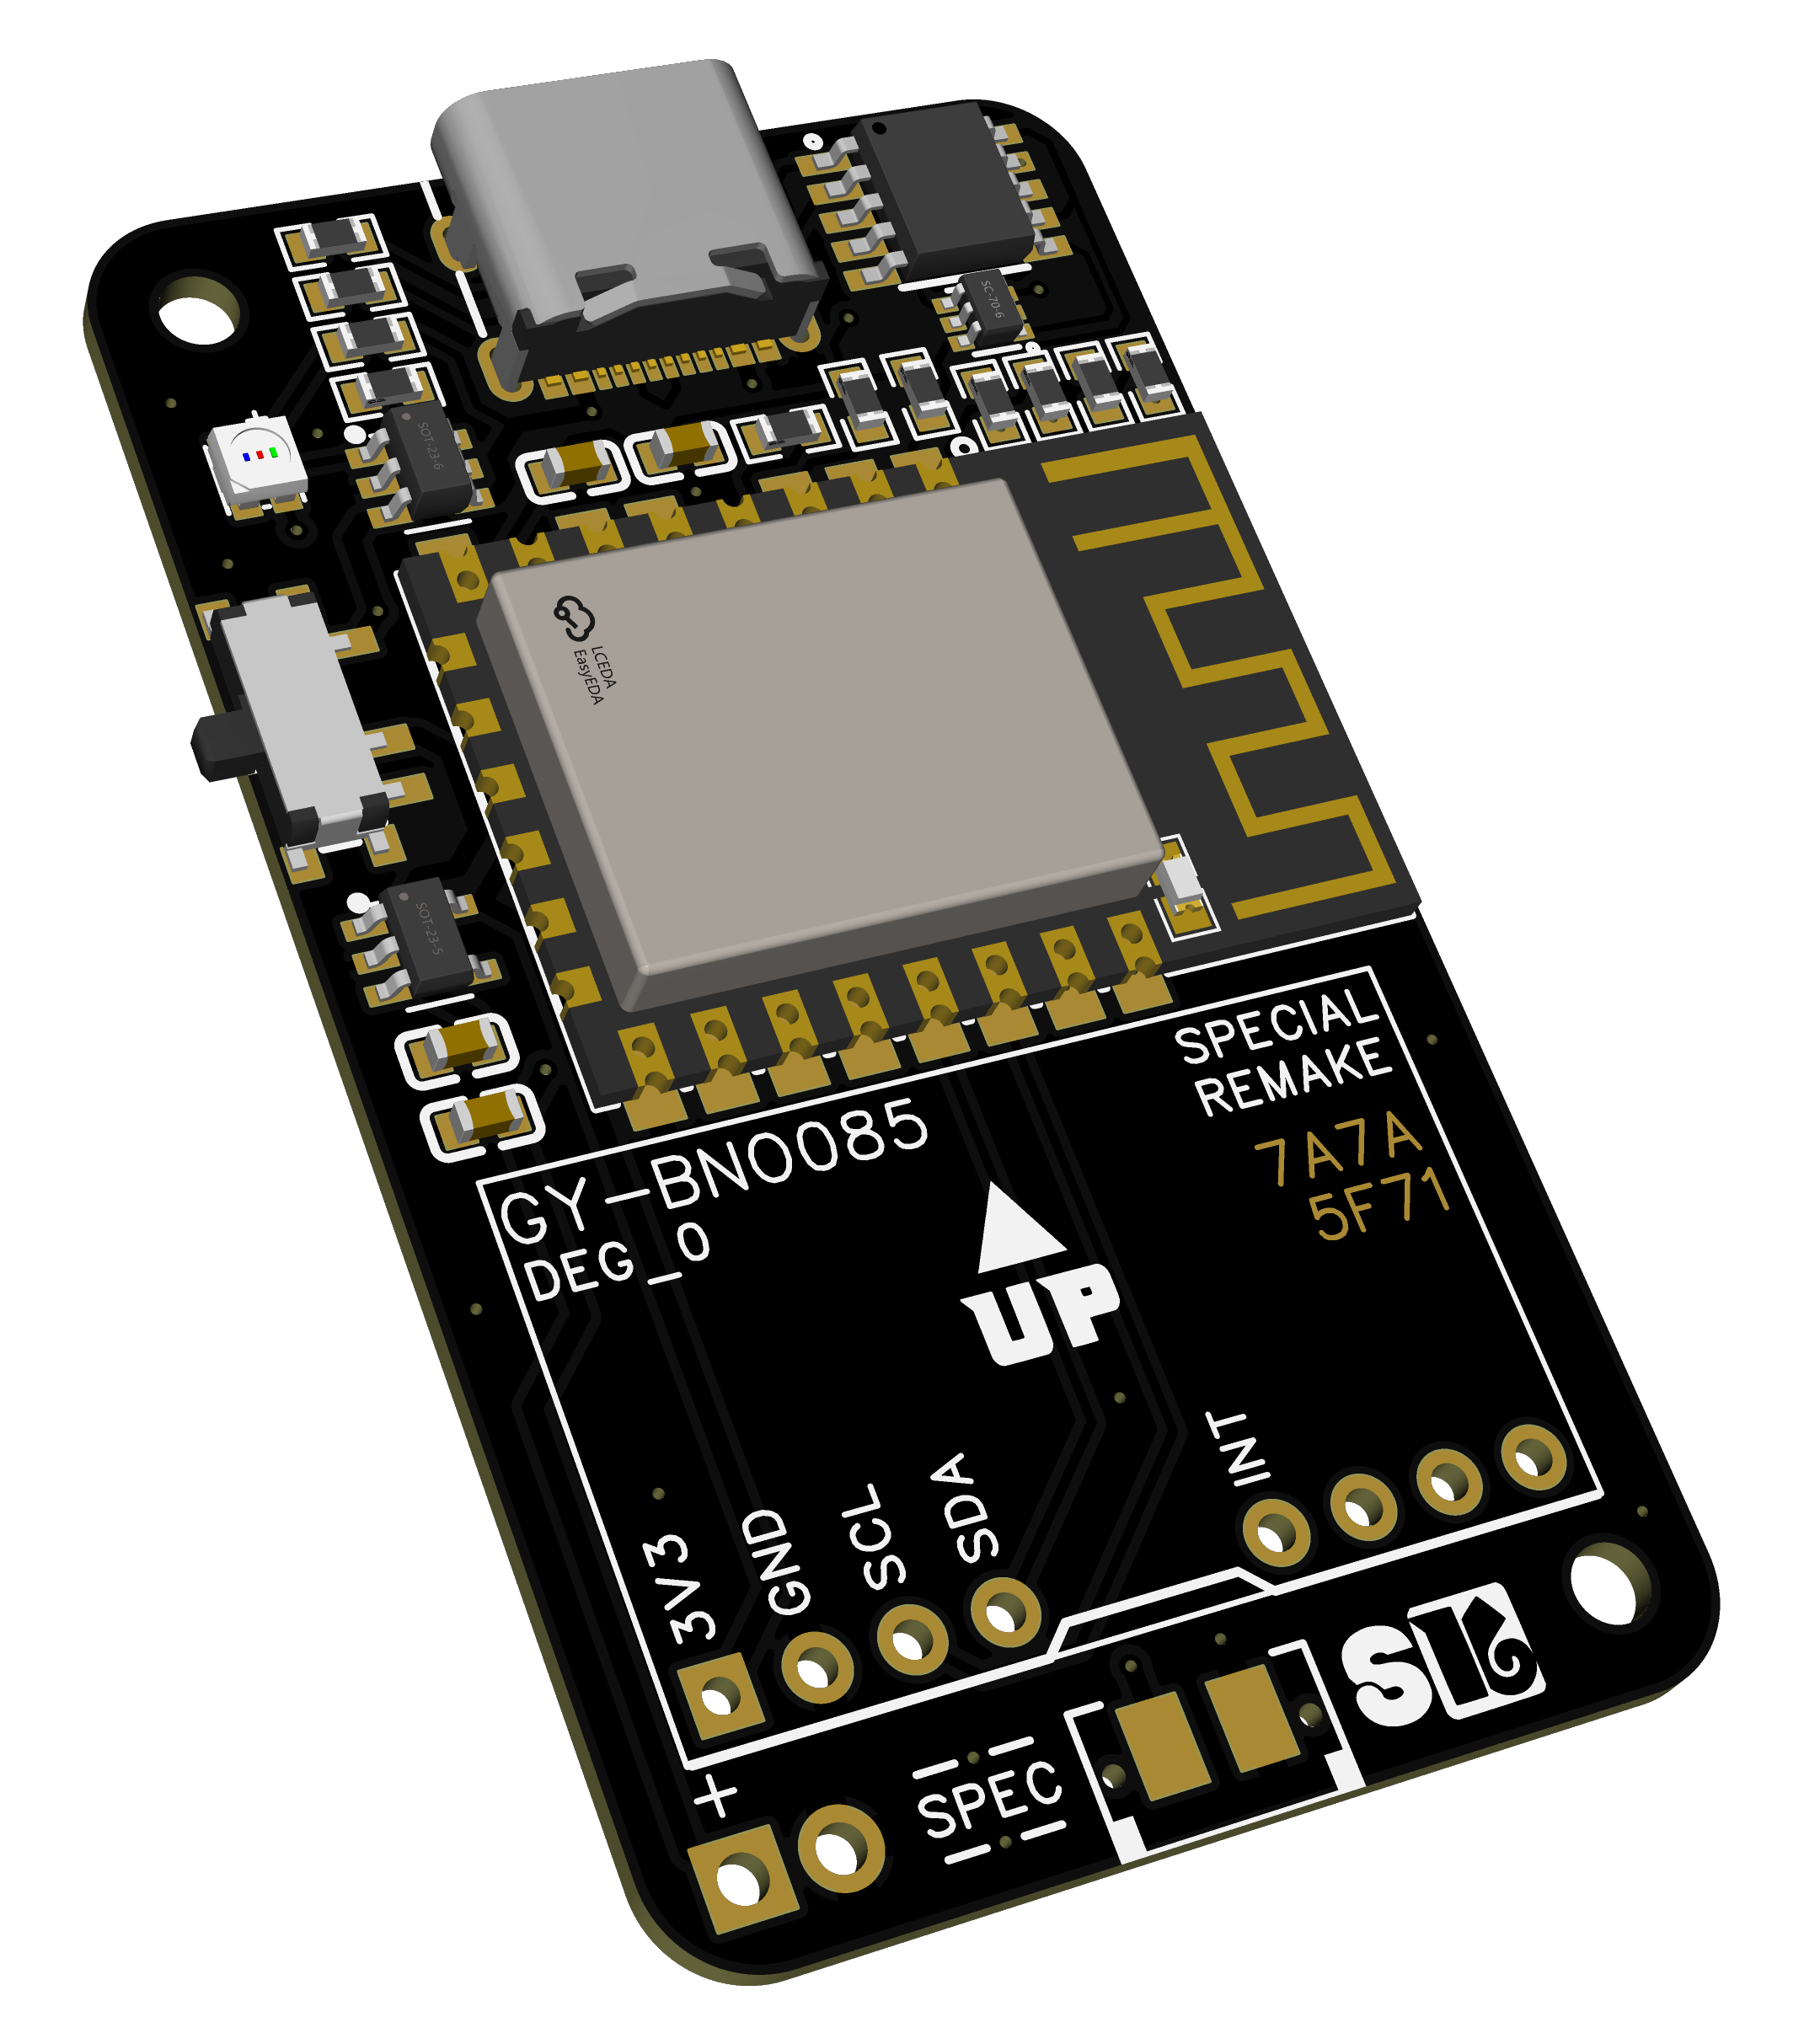 SC-70-6
SOT-23-6
LCEDA
EasyEDA
SOT-23-5
SPECIAL
REMAKE
7A7A
5F71
GY-BNO085
DEG_0
UP
INT
3V3
GND
SCL
SDA
+
SPEC